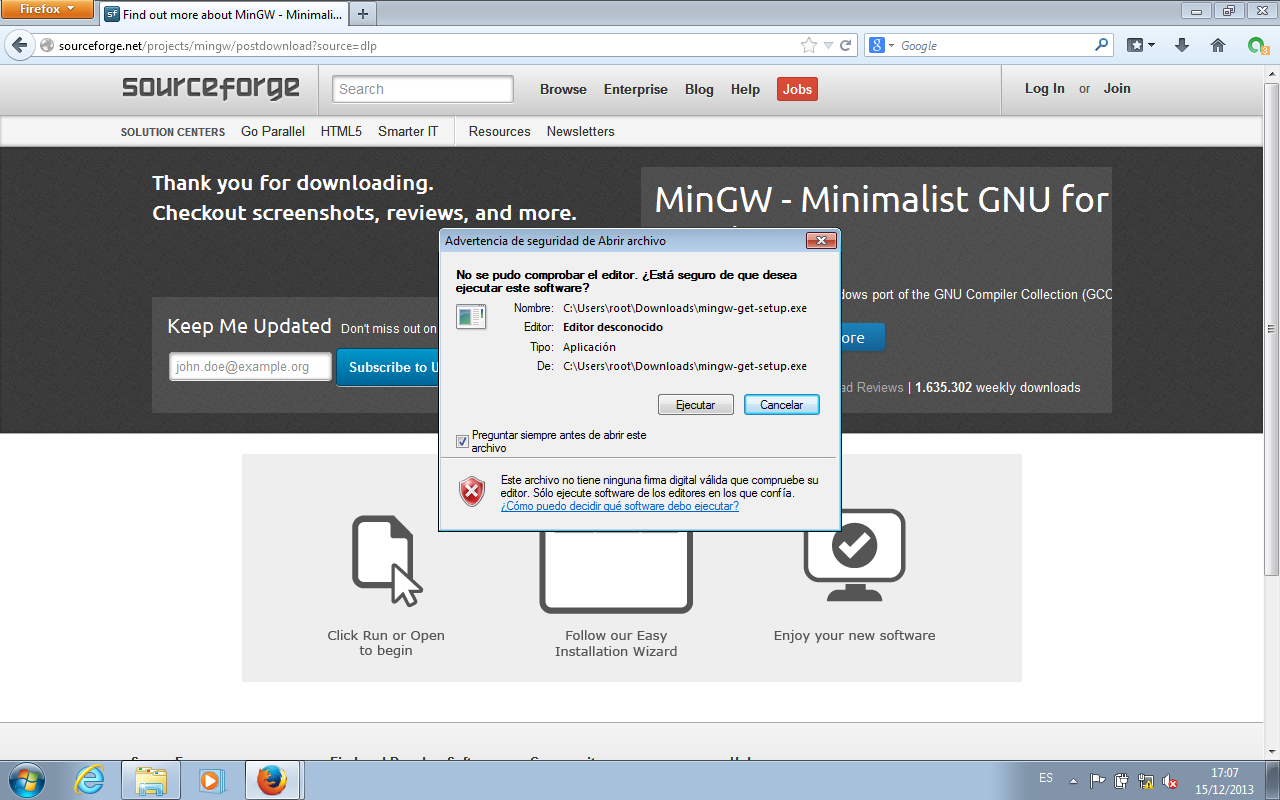 Firefox
Find out more about MinGW - Minimali...
sourceforge.net/projects/mingw/postdownload?source=dlp
Google
3
sourceforge
Search
Browse
Enterprise
Blog
Help
Jobs
Log In or Join
SOLUTION CENTERS
Go Parallel
HTML5
Smarter IT
Resources
Newsletters
Thank you for downloading.
Checkout screenshots, reviews, and more.
MinGW - Minimalist GNU for
dows port of the GNU Compiler Collection (GCC
ore
ad Reviews | 1.635.302 weekly downloads
Keep Me Updated Don't miss out on
john.doe@example.org
Subscribe to U
Advertencia de seguridad de Abrir archivo
No se pudo comprobar el editor. ¿Está seguro de que desea
ejecutar este software?
Nombre: C:\Users\root\Downloads\mingw-get-setup.exe
Editor: Editor desconocido
Tipo: Aplicación
De: C:\Users\root\Downloads\mingw-get-setup.exe
Ejecutar
Cancelar
Preguntar siempre antes de abrir este
archivo
Este archivo no tiene ninguna firma digital válida que compruebe su
editor. Sólo ejecute software de los editores en los que confía.
¿Cómo puedo decidir qué software debo ejecutar?
Click Run or Open
to begin
Follow our Easy
Installation Wizard
Enjoy your new software
ES
17:07
15/12/2013